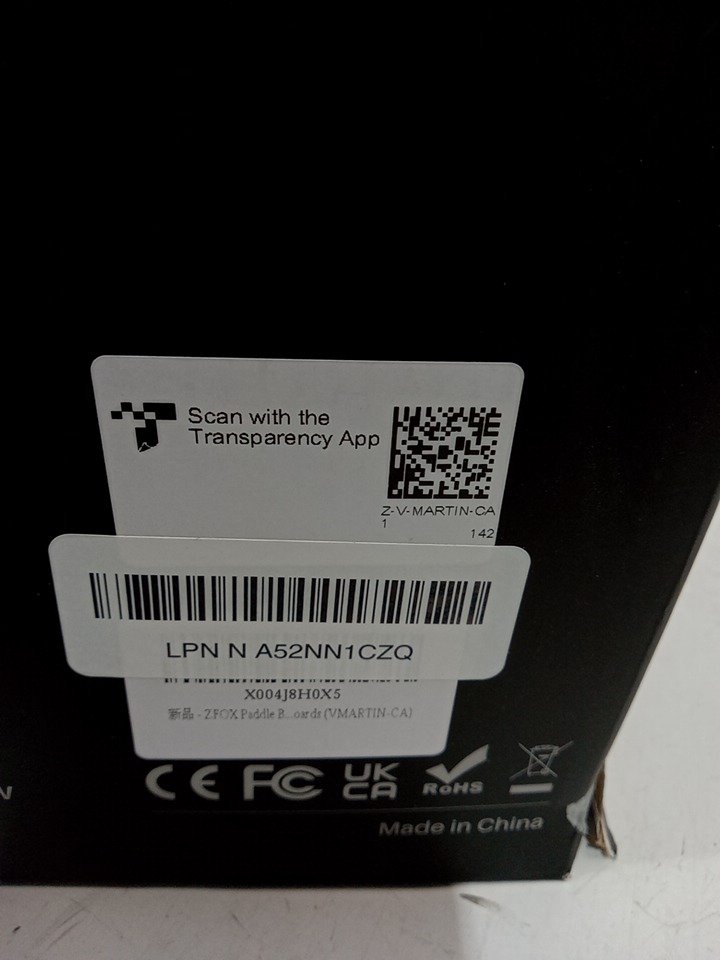 Scan with the
Transparency App
Z-V-MARTIN-CA
1
142
LPN N A52NN1CZQ
X004J8H0X5
新品 - ZFOX Paddle B...oards (VMARTIN-CA)
CE FC UK
CA RoHS
N
Made in China